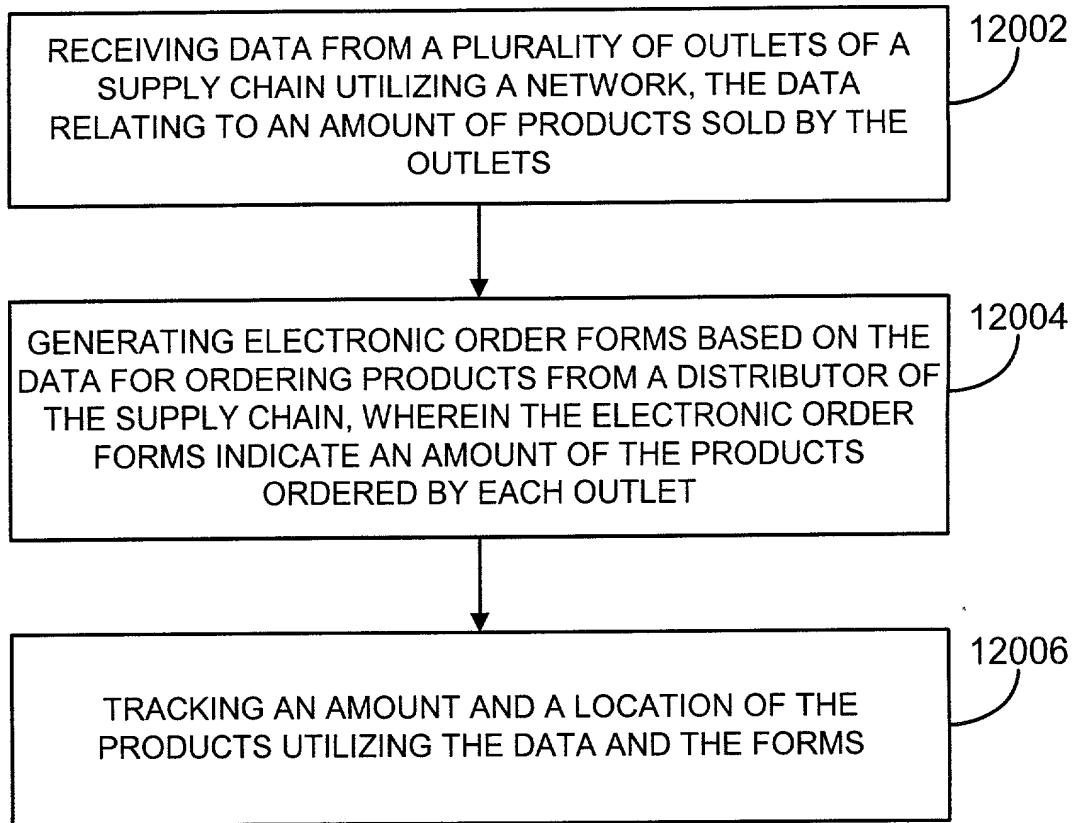 12002
RECEIVING DATA FROM A PLURALITY OF OUTLETS OF A
SUPPLY CHAIN UTILIZING A NETWORK, THE DATA
RELATING TO AN AMOUNT OF PRODUCTS SOLD BY THE
OUTLETS
12004
GENERATING ELECTRONIC ORDER FORMS BASED ON THE
DATA FOR ORDERING PRODUCTS FROM A DISTRIBUTOR OF
THE SUPPLY CHAIN, WHEREIN THE ELECTRONIC ORDER
FORMS INDICATE AN AMOUNT OF THE PRODUCTS
ORDERED BY EACH OUTLET
12006
TRACKING AN AMOUNT AND A LOCATION OF THE
PRODUCTS UTILIZING THE DATA AND THE FORMS